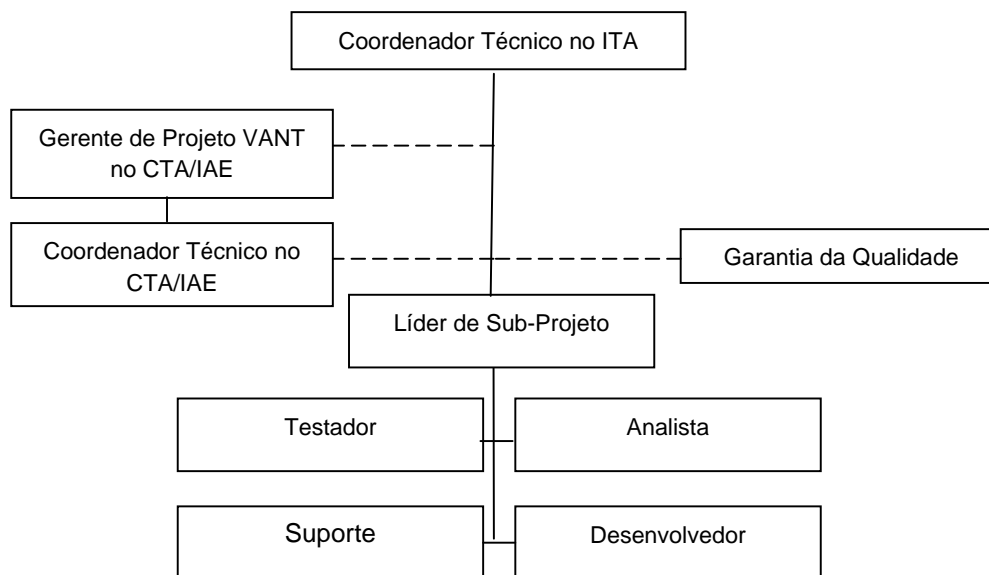 Coordenador Técnico no ITA
Gerente de Projeto VANT
no CTA/IAE
Coordenador Técnico no
CTA/IAE
Garantia da Qualidade
Líder de Sub-Projeto
Testador
Analista
Suporte
Desenvolvedor